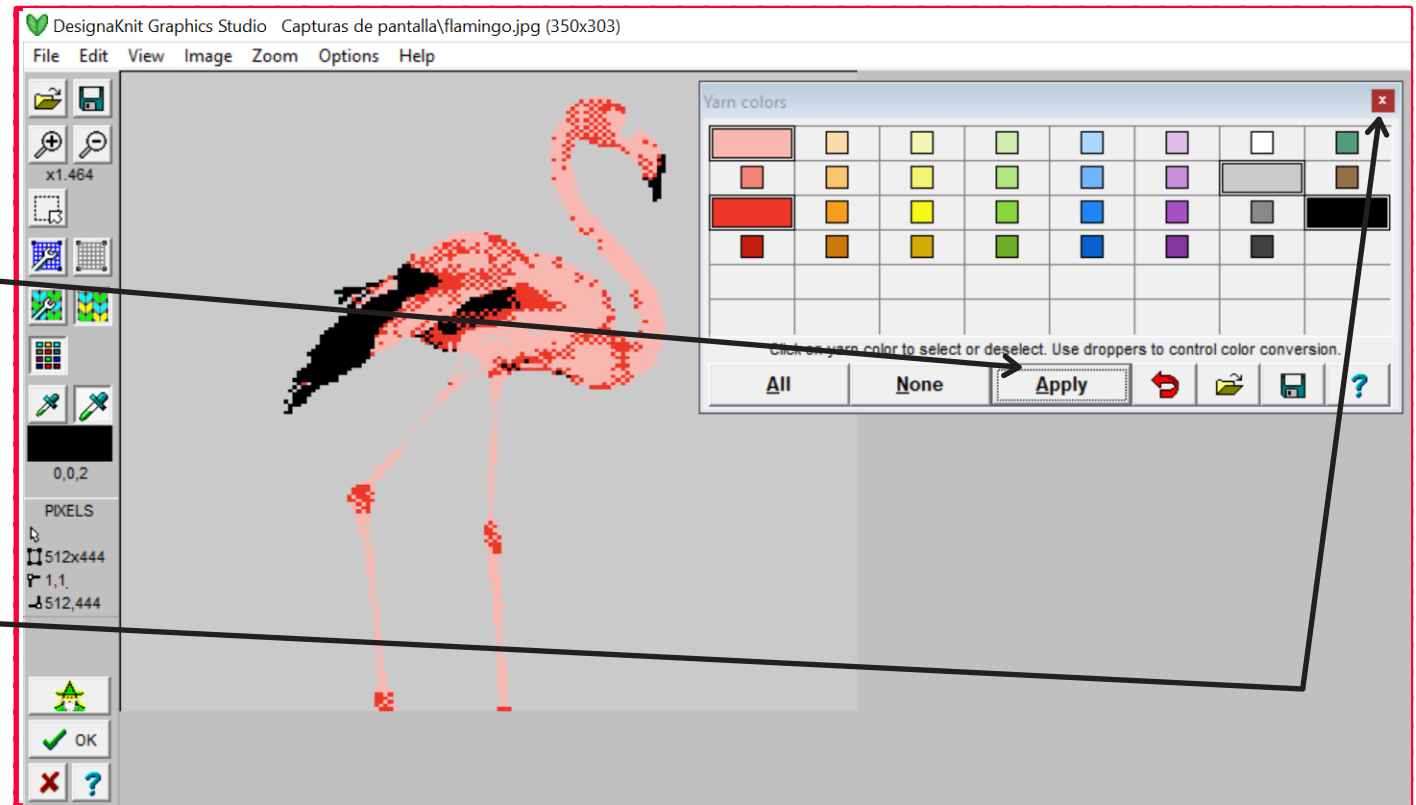 DesignaKnit Graphics Studio   Capturas de pantalla\flamingo.jpg (350x303)
File   Edit   View   Image   Zoom   Options   Help
Yarn colors
x
x1.464
Click on yarn color to select or deselect. Use droppers to control color conversion.
All   None   Apply   ?
0,0,2
PIXELS
512x444
1,1
512,444
OK
?